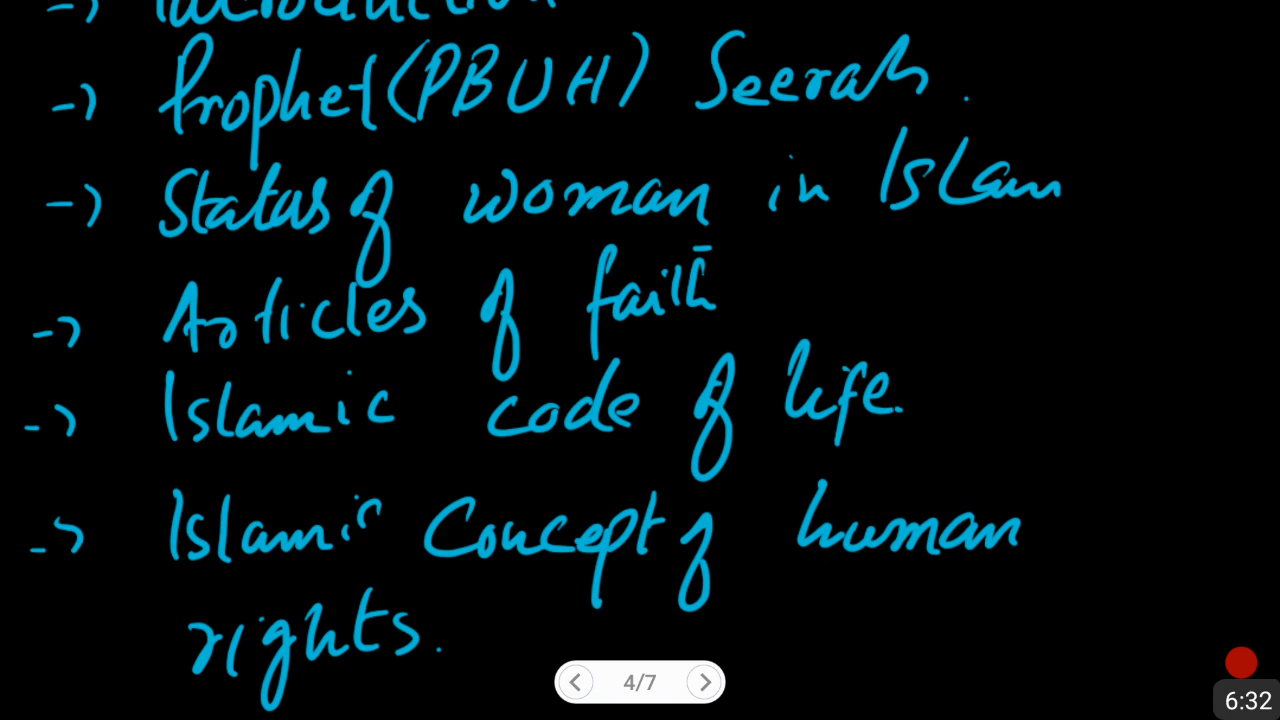 -> Introduction
-> Prophet (PBUH) Seerah.
-> Status of woman in Islam
-> Articles of faith
-> Islamic code of life.
-> Islamic Concept of human
rights.
4/7
6:32